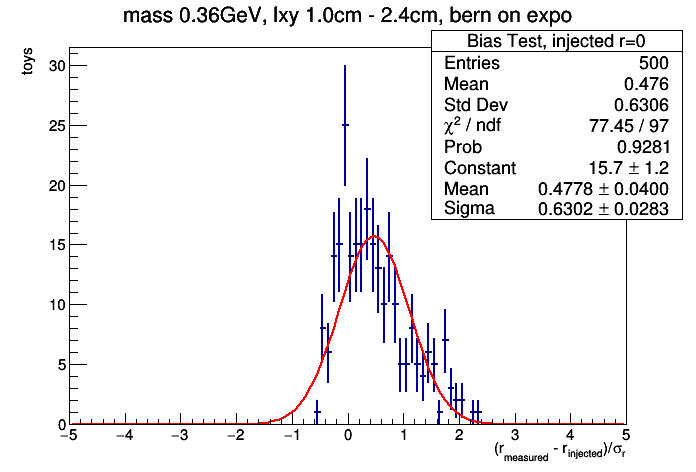 mass 0.36GeV, lxy 1.0cm - 2.4cm, bern on expo
Bias Test, injected r=0
Entries 500
Mean 0.476
Std Dev 0.6306
χ² / ndf 77.45 / 97
Prob 0.9281
Constant 15.7 ± 1.2
Mean 0.4778 ± 0.0400
Sigma 0.6302 ± 0.0283
toys
30
25
20
15
10
5
0
−5 −4 −3 −2 −1 0 1 2 3 4 5
(r_measured - r_injected)/σ_r